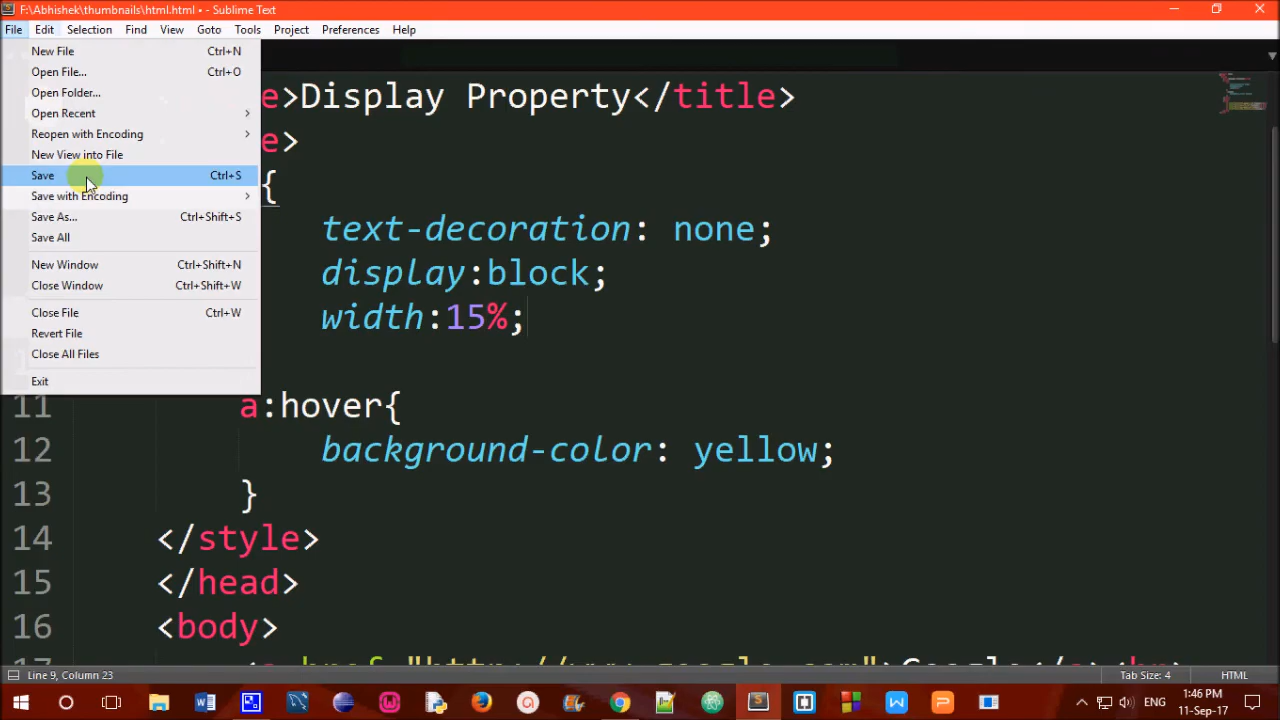 F:\Abhishek\thumbnails\html.html • - Sublime Text
File Edit Selection Find View Goto Tools Project Preferences Help
New File Ctrl+N
Open File... Ctrl+O
Open Folder...
Open Recent
Reopen with Encoding
New View into File
Save Ctrl+S
Save with Encoding
Save As... Ctrl+Shift+S
Save All
New Window Ctrl+Shift+N
Close Window Ctrl+Shift+W
Close File Ctrl+W
Revert File
Close All Files
Exit
e>Display Property</title>
e>
{
text-decoration: none;
display:block;
width:15%;
11 a:hover{
12 background-color: yellow;
13 }
14 </style>
15 </head>
16 <body>
Line 9, Column 23 Tab Size: 4 HTML
ENG 1:46 PM
11-Sep-17